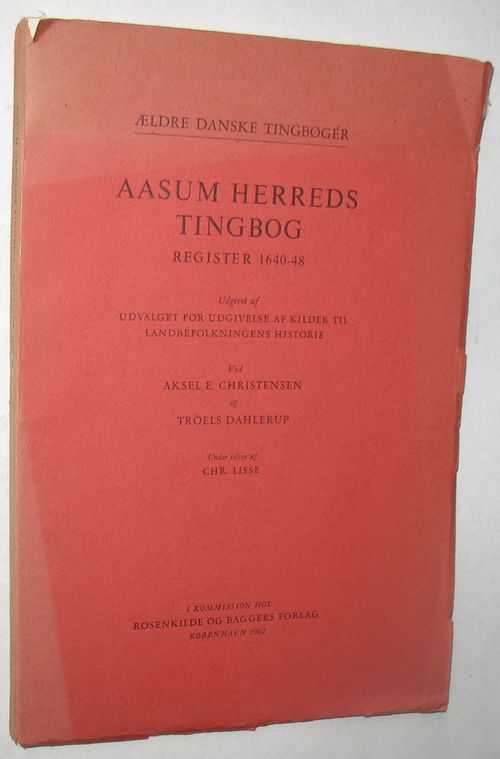 ÆLDRE DANSKE TINGBØGER
AASUM HERREDS
TINGBOG
REGISTER 1640-48
Udgivet af
UDVALGET FOR UDGIVELSE AF KILDER TIL
LANDBEFOLKNINGENS HISTORIE
Ved
AKSEL E. CHRISTENSEN
og
TROELS DAHLERUP
Under tilsyn af
CHR. LISSE
I KOMMISSION HOS
ROSENKILDE OG BAGGERS FORLAG
KØBENHAVN 1962